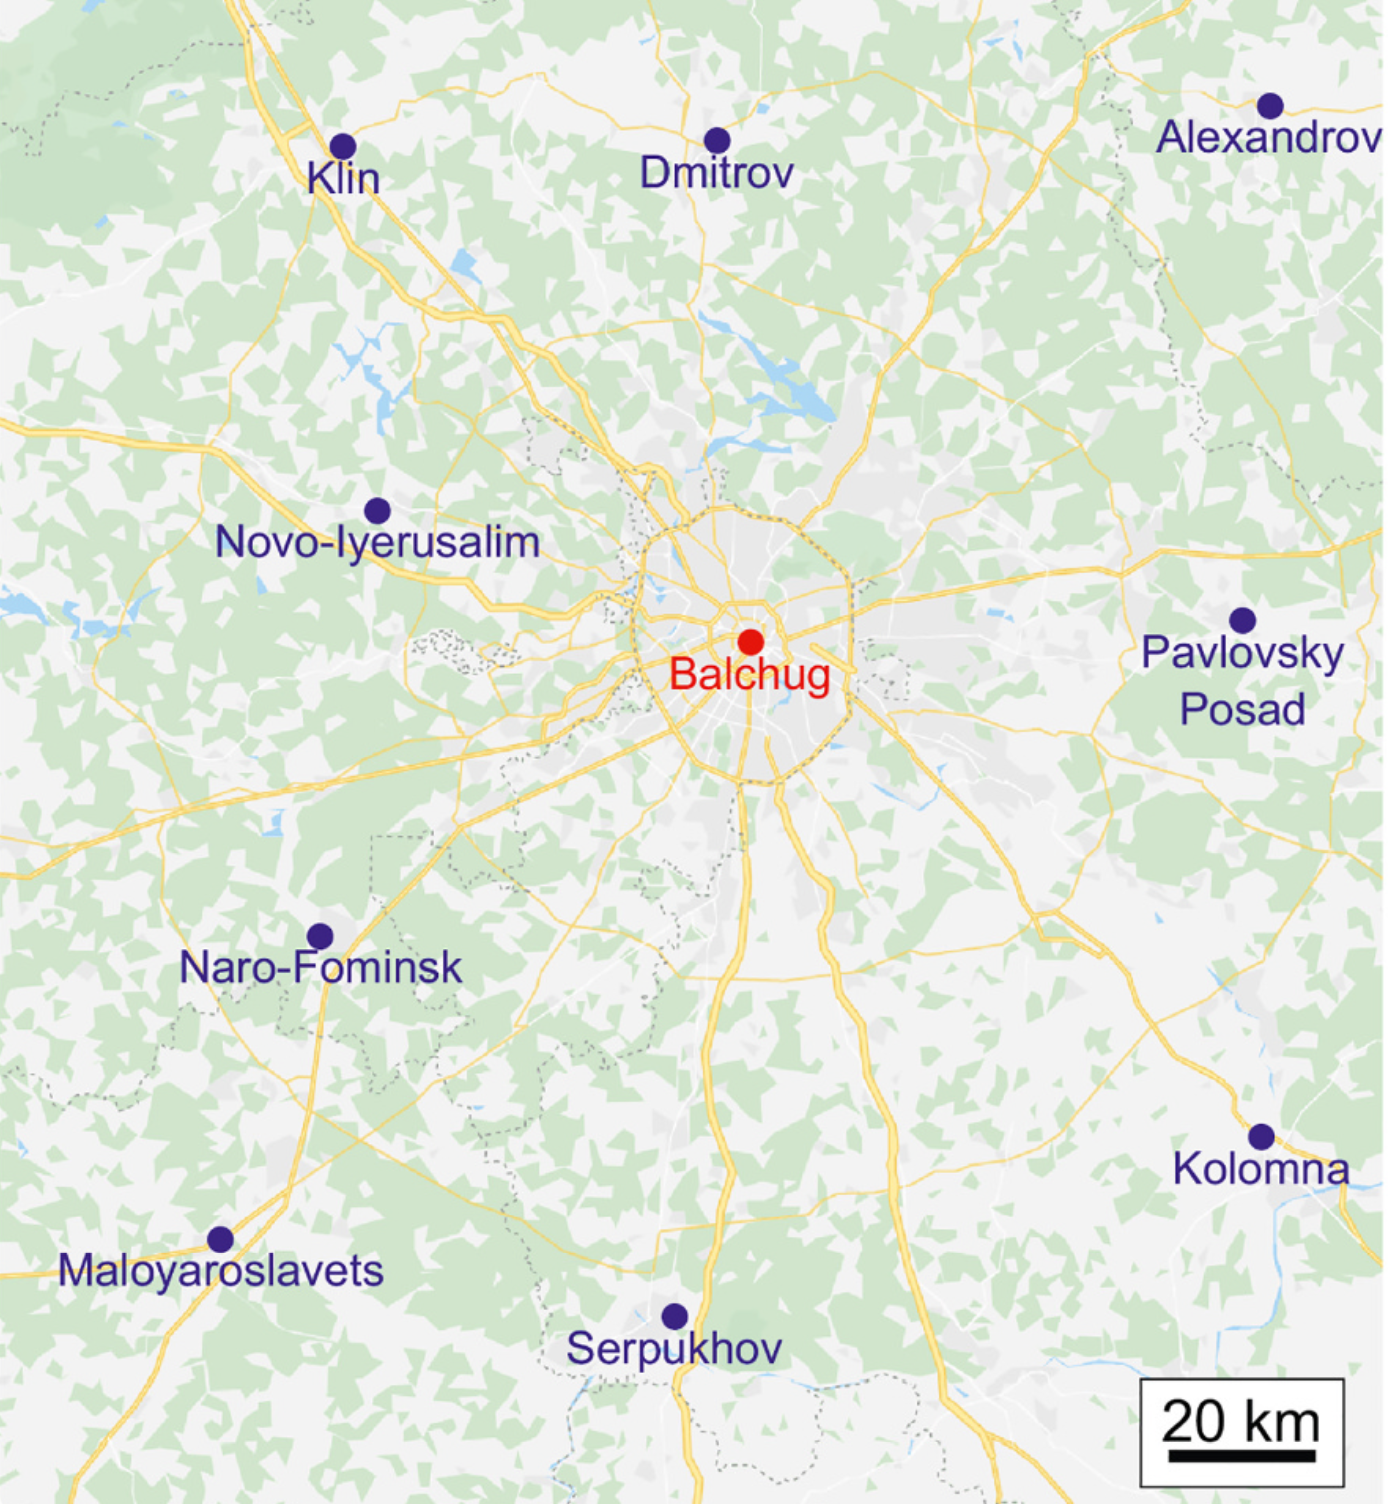 Alexandrov
Klin
Dmitrov
Novo-Iyerusalim
Balchug
Pavlovsky
Posad
Naro-Fominsk
Kolomna
Maloyaroslavets
Serpukhov
20 km